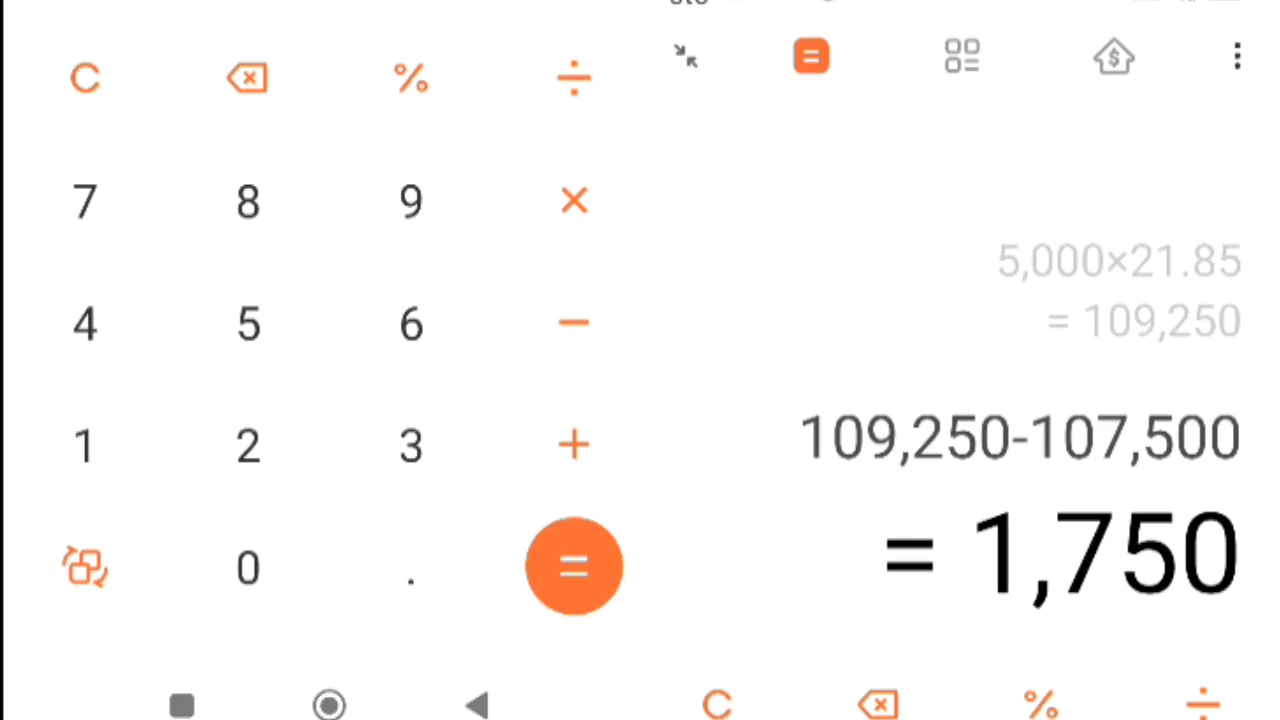 C % ÷
7 8 9 ×
4 5 6 −
1 2 3 +
0 . =
=
$
5,000×21.85
= 109,250
109,250-107,500
= 1,750
C % ÷